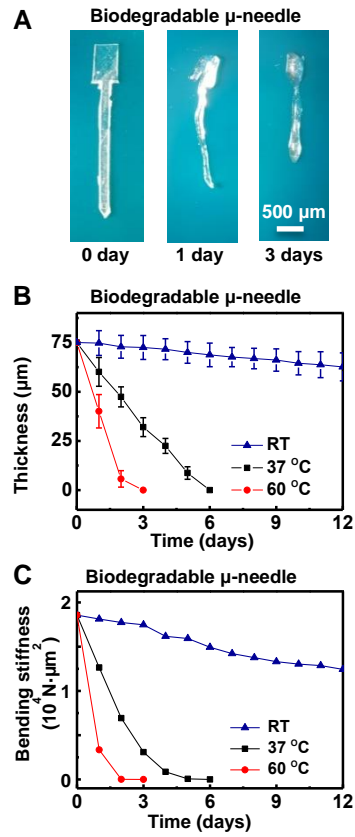 A
Biodegradable µ-needle
500 µm
0 day
1 day
3 days
B
Biodegradable µ-needle
Thickness (µm)
75
50
25
0
RT
37 °C
60 °C
0 3 6 9 12
Time (days)
C
Biodegradable µ-needle
Bending stiffness
(10⁴ N·µm²)
2
1
0
RT
37 °C
60 °C
0 3 6 9 12
Time (days)